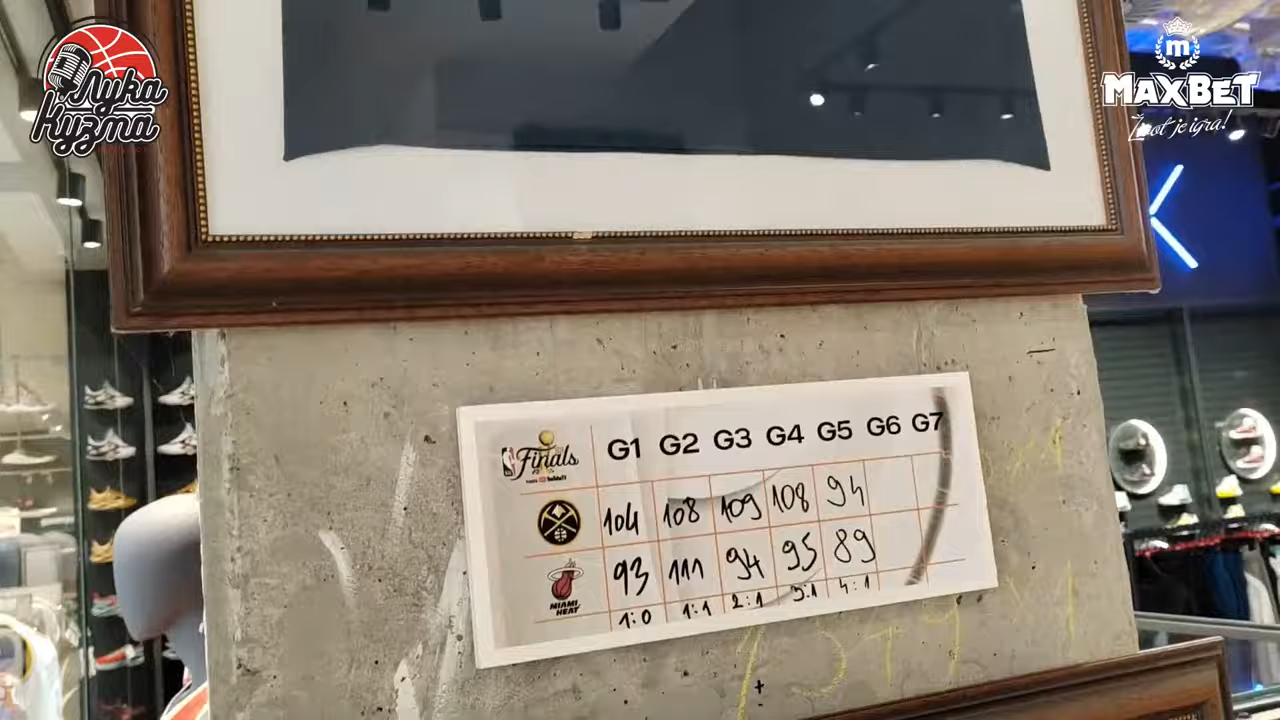 Лука
Кузма
m
MAXBET
Život je igra!
NBA Finals G1 G2 G3 G4 G5 G6 G7
104 108 109 108 94
93 111 94 95 89
MIAMI
HEAT
1:0 1:1 2:1 3:1 4:1